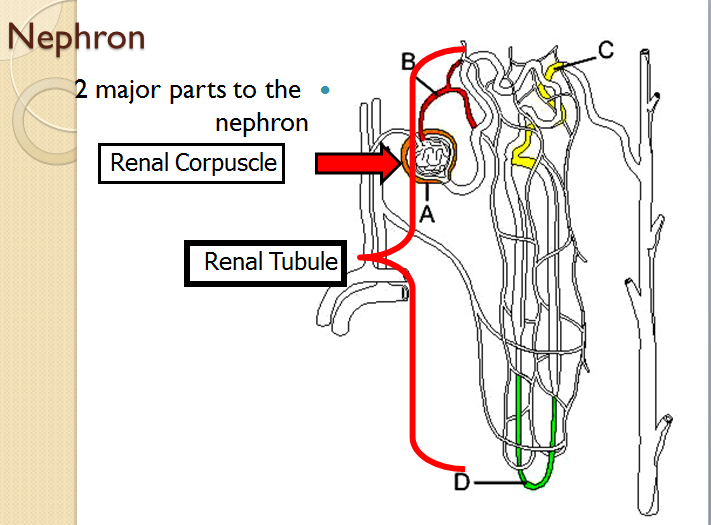 Nephron
2 major parts to the
nephron
Renal Corpuscle
Renal Tubule
A
B
C
D